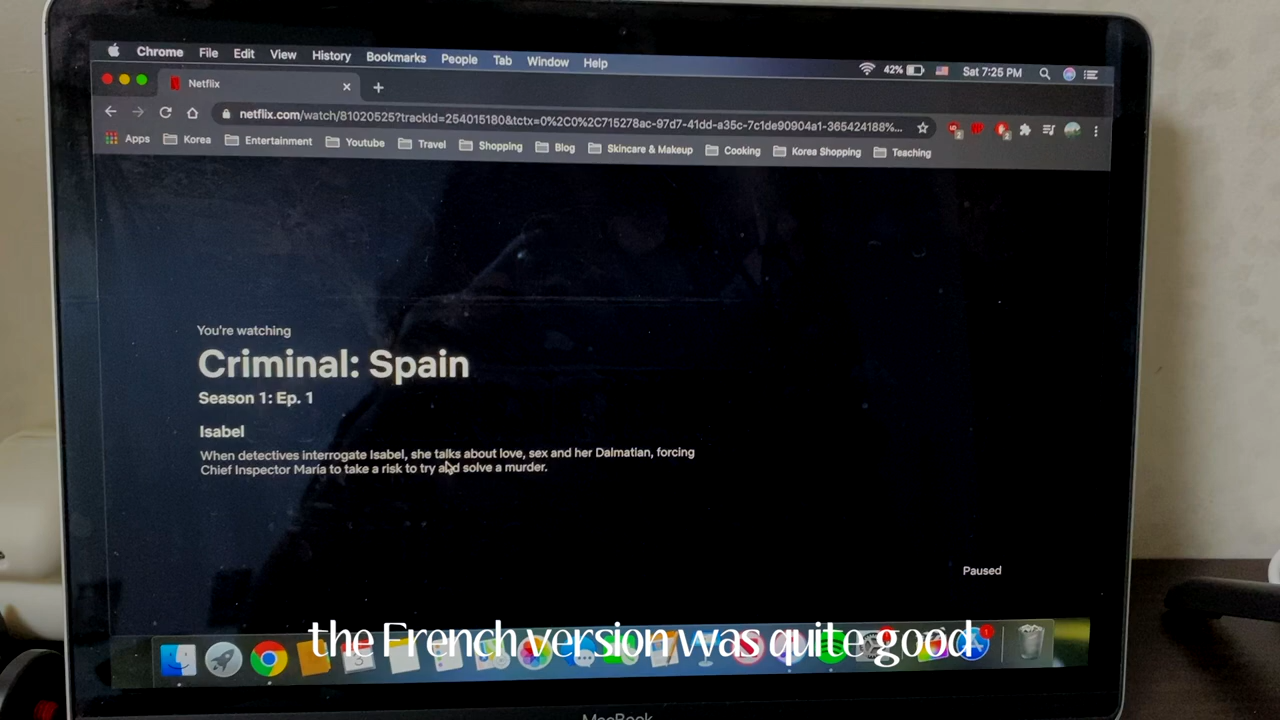 Chrome File Edit View History Bookmarks People Tab Window Help 42% Sat 7:25 PM
Netflix
netflix.com/watch/81020525?trackId=254015180&tctx=0%2C0%2C715278ac-97d7-41dd-a35c-7c1de90904a1-365424188%...
Apps Korea Entertainment Youtube Travel Shopping Blog Skincare & Makeup Cooking Korea Shopping Teaching
You're watching
Criminal: Spain
Season 1: Ep. 1
Isabel
When detectives interrogate Isabel, she talks about love, sex and her Dalmatian, forcing
Chief Inspector María to take a risk to try and solve a murder.
Paused
the French version was quite good
MacBook